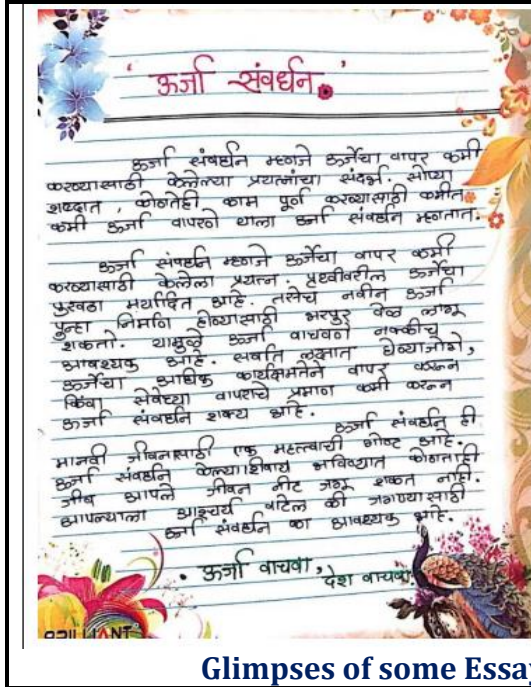 ' ऊर्जा संवर्धन '
ऊर्जा संवर्धन म्हणजे ऊर्जेचा वापर कमी
करण्यासाठी केलेल्या प्रयत्नांचा संदर्भ. सोप्या
शब्दात , कोणतेही काम पूर्ण करण्यासाठी कमीत
कमी ऊर्जा वापरणे याला ऊर्जा संवर्धन म्हणतात.
ऊर्जा संवर्धन म्हणजे ऊर्जेचा वापर कमी
करण्यासाठी केलेला प्रयत्न. पृथ्वीवरील ऊर्जेचा
पुरवठा मर्यादित आहे. तसेच नवीन ऊर्जा
पुन्हा निर्माण होण्यासाठी भरपुर वेळ लागू
शकतो. यामुळे ऊर्जा वाचवणे नक्कीच
आवश्यक आहे. सर्वात लक्षात घेण्याजोगे,
ऊर्जेचा अधिक कार्यक्षमतेने वापर करून
किंवा सेवेच्या वापराचे प्रमाण कमी करून
ऊर्जा संवर्धन शक्य आहे.
ऊर्जा संवर्धन ही
मानवी जीवनासाठी एक महत्त्वाची गोष्ट आहे.
ऊर्जा संवर्धन केल्याशिवाय भविष्यात कोणताही
जीव आपले जीवन नीट जगू शकत नाही.
आपल्याला आश्चर्य वाटेल की जगण्यासाठी
ऊर्जा संवर्धन का आवश्यक आहे.
• ऊर्जा वाचवा, देश वाचवा
BRILLIANT
Glimpses of some Essay